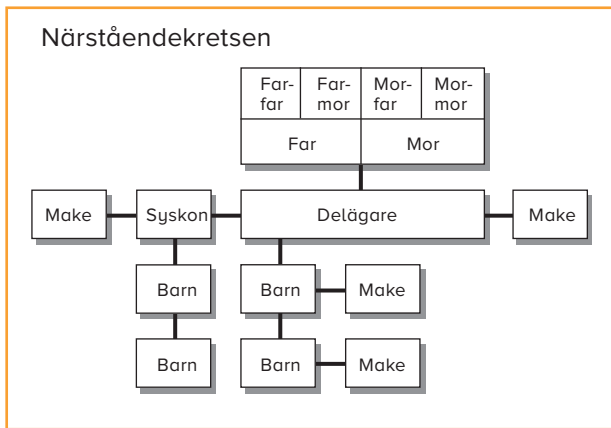 Närståendekretsen
Far- Far- Mor- Mor-
far mor far mor
Far Mor
Make Syskon Delägare Make
Barn Barn Make
Barn Barn Make